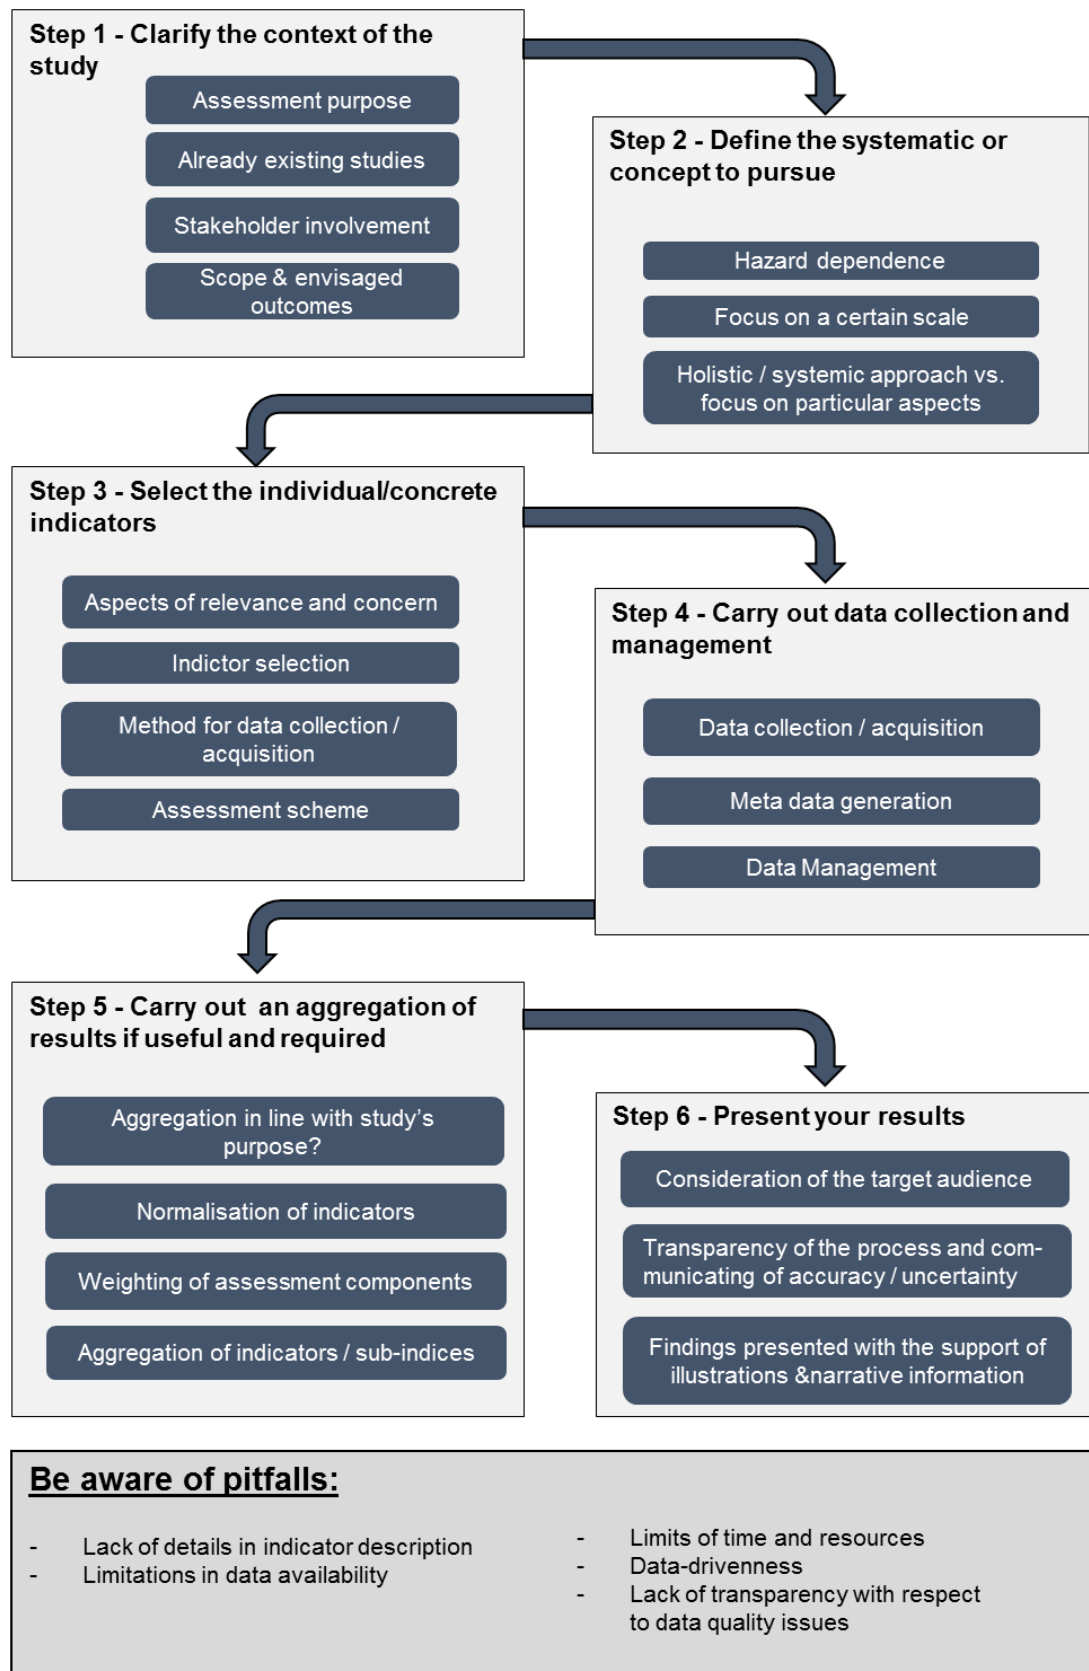 Step 1 - Clarify the context of the
study
Assessment purpose
Already existing studies
Stakeholder involvement
Scope & envisaged
outcomes
Step 2 - Define the systematic or
concept to pursue
Hazard dependence
Focus on a certain scale
Holistic / systemic approach vs.
focus on particular aspects
Step 3 - Select the individual/concrete
indicators
Aspects of relevance and concern
Indictor selection
Method for data collection /
acquisition
Assessment scheme
Step 4 - Carry out data collection and
management
Data collection / acquisition
Meta data generation
Data Management
Step 5 - Carry out  an aggregation of
results if useful and required
Aggregation in line with study's
purpose?
Normalisation of indicators
Weighting of assessment components
Aggregation of indicators / sub-indices
Step 6 - Present your results
Consideration of the target audience
Transparency of the process and com-
municating of accuracy / uncertainty
Findings presented with the support of
illustrations &narrative information
Be aware of pitfalls:
- Lack of details in indicator description
- Limitations in data availability
- Limits of time and resources
- Data-drivenness
- Lack of transparency with respect
to data quality issues